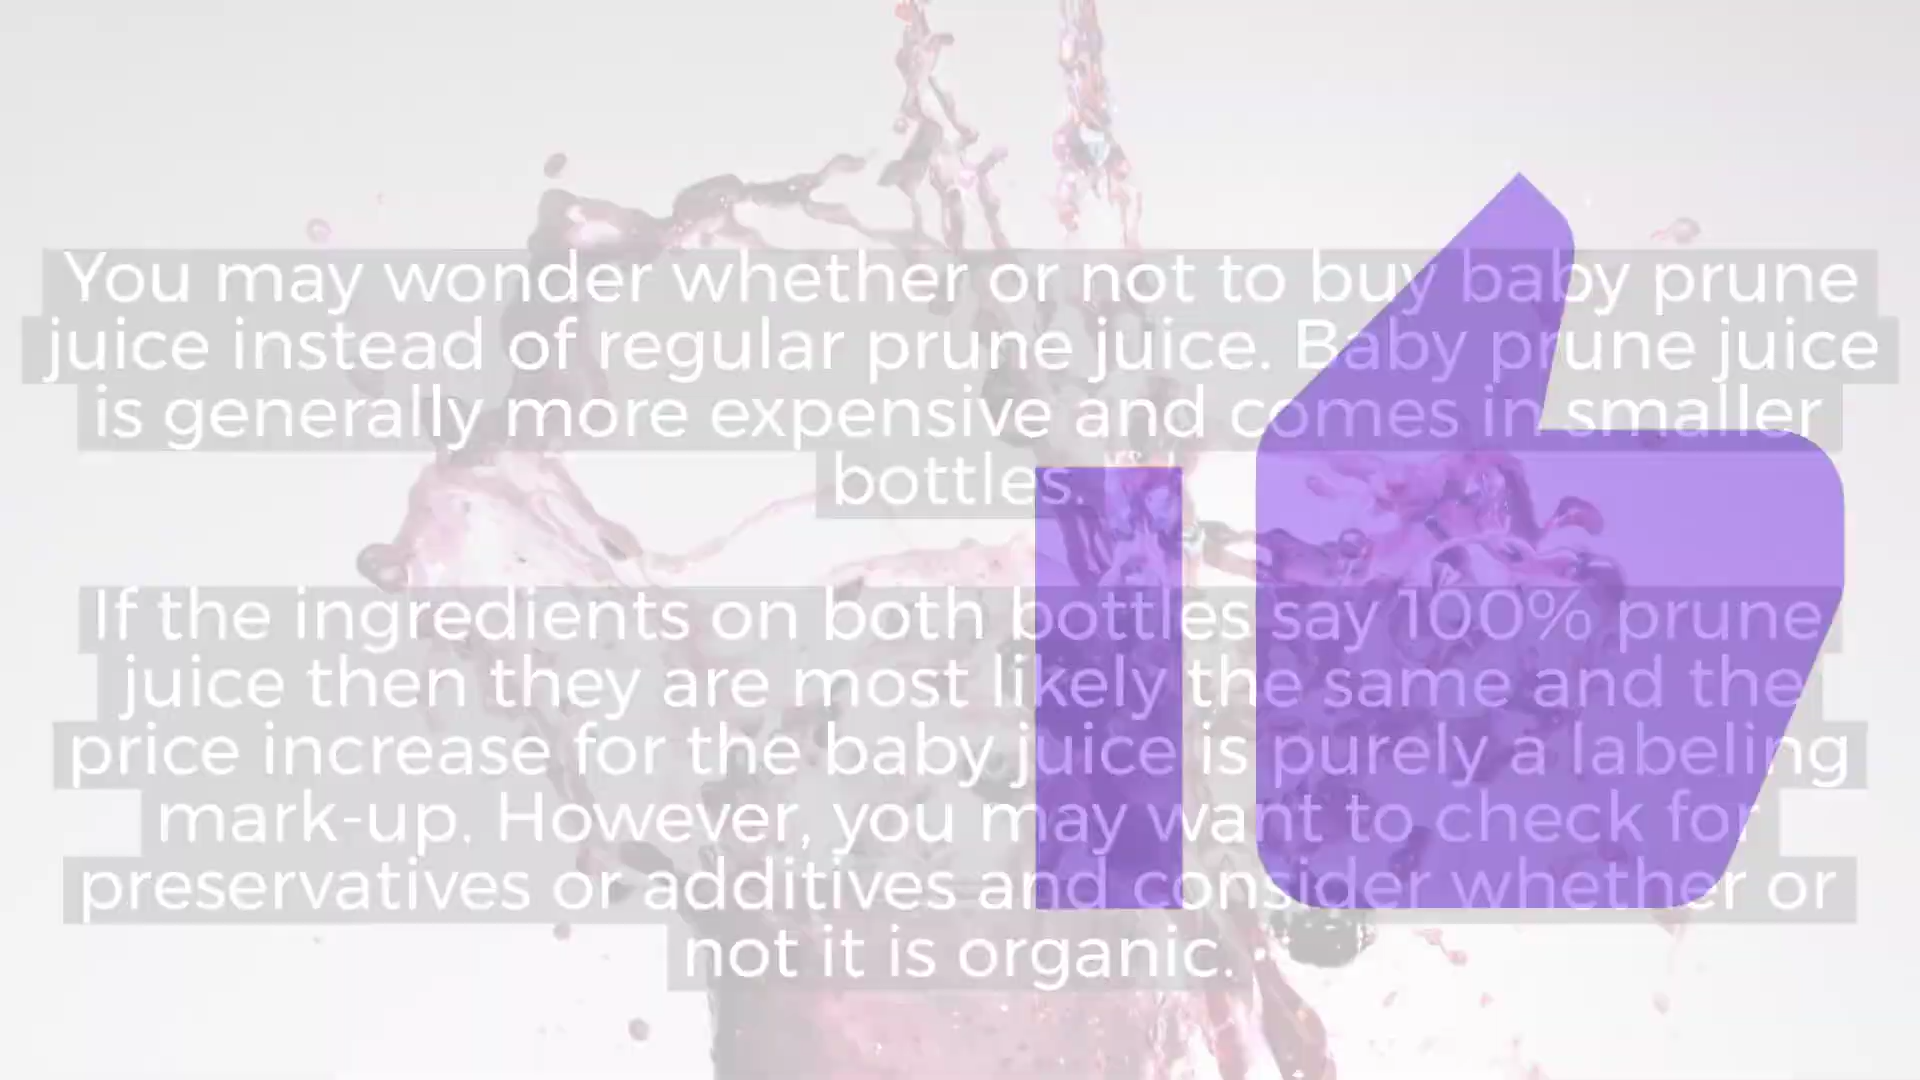 You may wonder whether or not to buy baby prune
juice instead of regular prune juice. Baby prune juice
is generally more expensive and comes in smaller
bottles.
If the ingredients on both bottles say 100% prune
juice then they are most likely the same and the
price increase for the baby juice is purely a labeling
mark-up. However, you may want to check for
preservatives or additives and consider whether or
not it is organic.